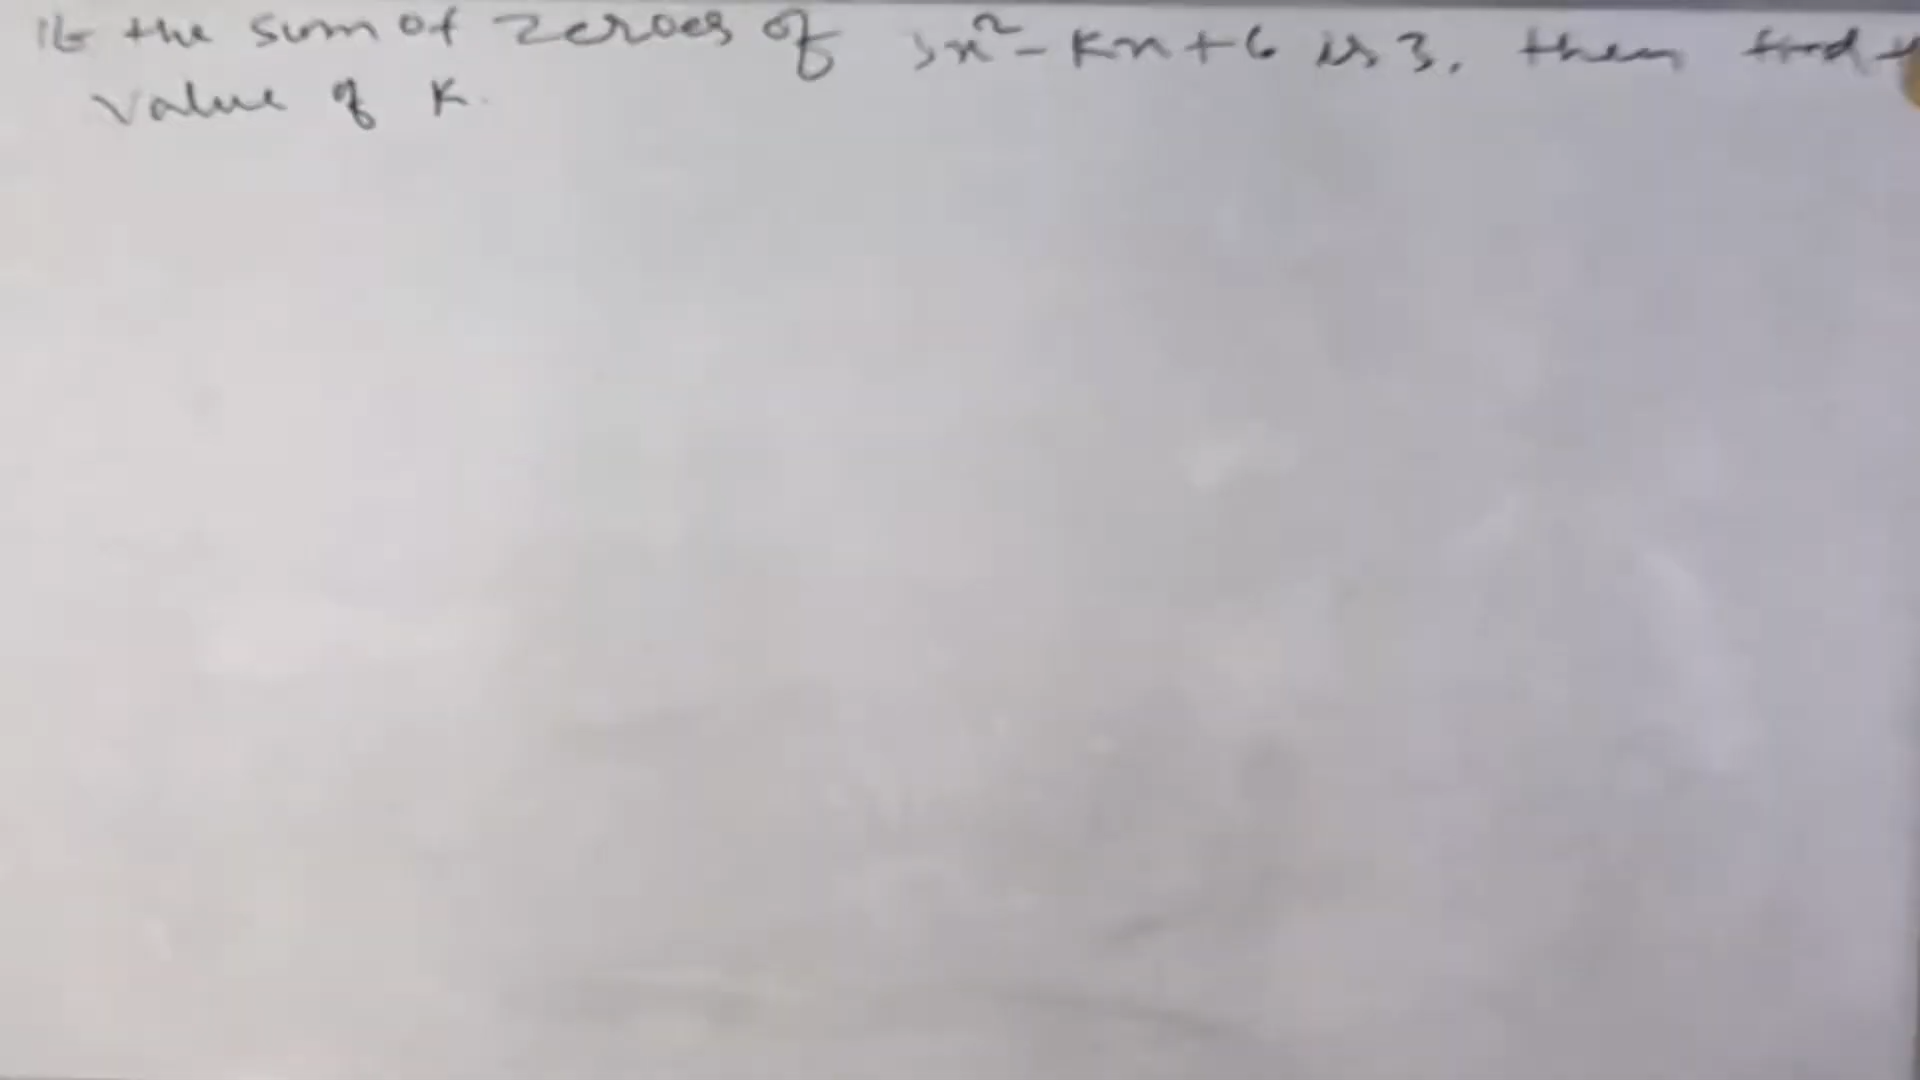 If the sum of zeroes of 3x² - Kx + 6 is 3, then find
value of K.